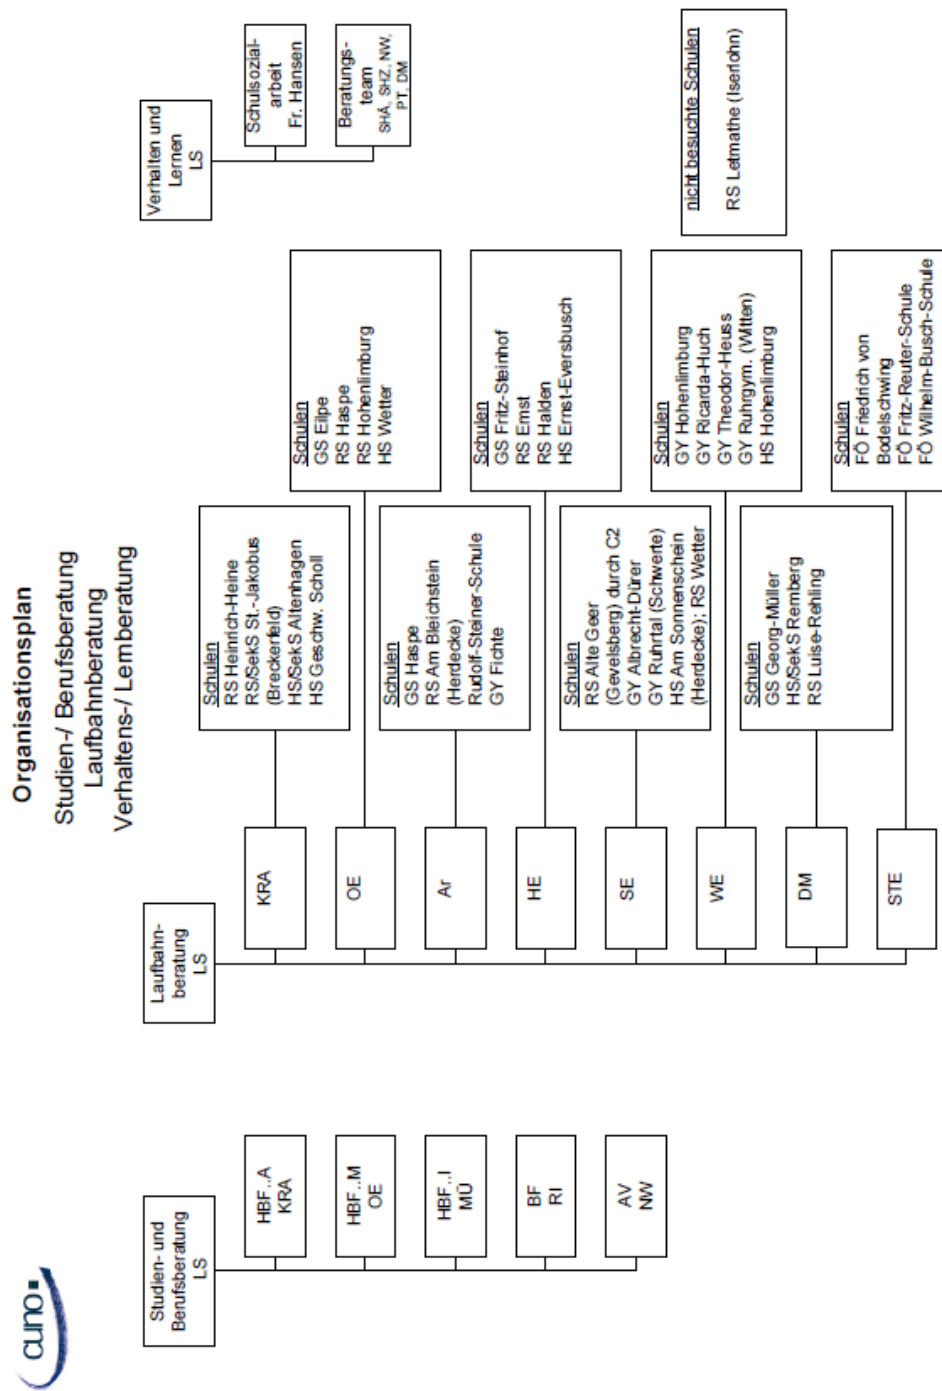 cuno
Organisationsplan
Studien-/ Berufsberatung
Laufbahnberatung
Verhaltens-/ Lernberatung
Studien- und
Berufsberatung
LS
HBF..A
KRA
HBF..M
OE
HBF..I
MÜ
BF
RI
AV
NW
Laufbahn-
beratung
LS
KRA
OE
Ar
HE
SE
WE
DM
STE
Schulen
RS Heinrich-Heine
RS/SekS St.-Jakobus
(Breckerfeld)
HS/SekS Altenhagen
HS Geschw. Scholl
Schulen
GS Eilpe
RS Haspe
RS Hohenlimburg
HS Wetter
Schulen
GS Haspe
RS Am Bleichstein
(Herdecke)
Rudolf-Steiner-Schule
GY Fichte
Schulen
GS Fritz-Steinhof
RS Ernst
RS Halden
HS Ernst-Eversbusch
Schulen
RS Alte Geer
(Gevelsberg) durch C2
GY Albrecht-Dürer
GY Ruhrtal (Schwerte)
HS Am Sonnenschein
(Herdecke); RS Wetter
Schulen
GY Hohenlimburg
GY Ricarda-Huch
GY Theodor-Heuss
GY Ruhrgym. (Witten)
HS Hohenlimburg
Schulen
GS Georg-Müller
HS/SekS Remberg
RS Luise-Rehling
Schulen
FÖ Friedrich von
Bodelschwing
FÖ Fritz-Reuter-Schule
FÖ Wilhelm-Busch-Schule
Verhalten und
Lernen
LS
Schulsozial-
arbeit
Fr. Hansen
Beratungs-
team
SHÄ, SHZ, NW,
PT, DM
nicht besuchte Schulen
RS Letmathe (Iserlohn)